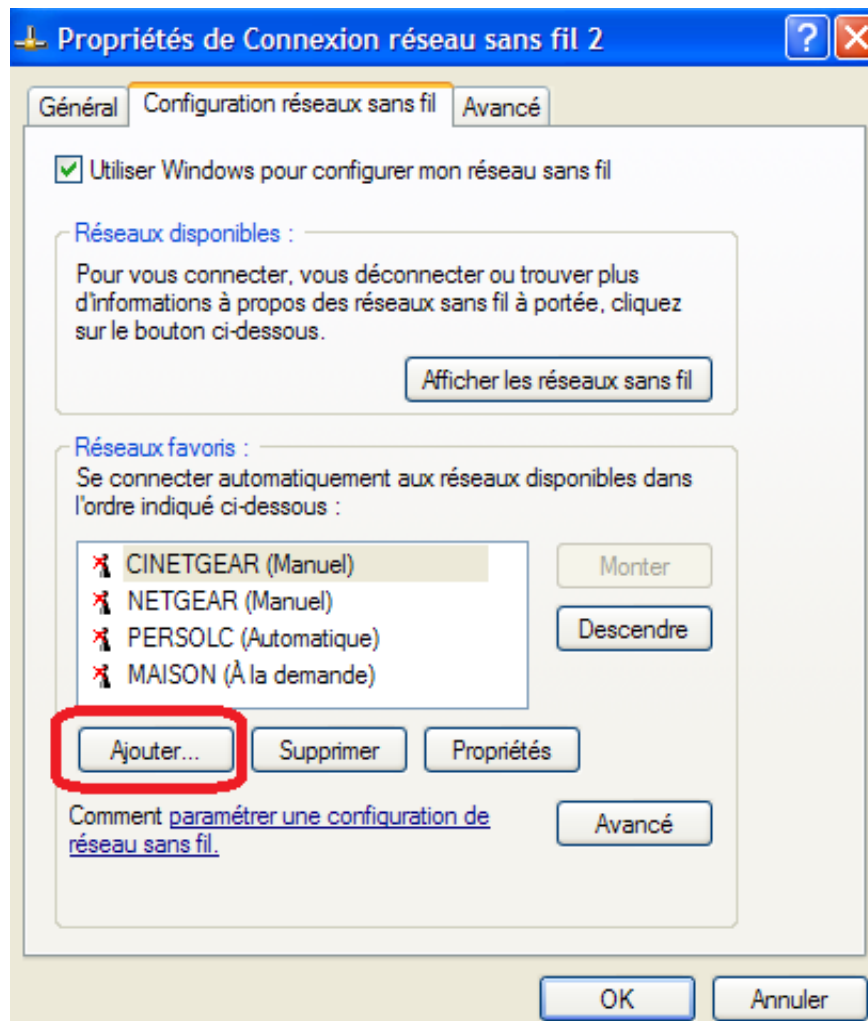 Propriétés de Connexion réseau sans fil 2
Général Configuration réseaux sans fil Avancé
Utiliser Windows pour configurer mon réseau sans fil
Réseaux disponibles :
Pour vous connecter, vous déconnecter ou trouver plus
d'informations à propos des réseaux sans fil à portée, cliquez
sur le bouton ci-dessous.
Afficher les réseaux sans fil
Réseaux favoris :
Se connecter automatiquement aux réseaux disponibles dans
l'ordre indiqué ci-dessous :
CINETGEAR (Manuel)
NETGEAR (Manuel)
PERSOLC (Automatique)
MAISON (À la demande)
Monter
Descendre
Ajouter... Supprimer Propriétés
Comment paramétrer une configuration de
réseau sans fil.
Avancé
OK Annuler